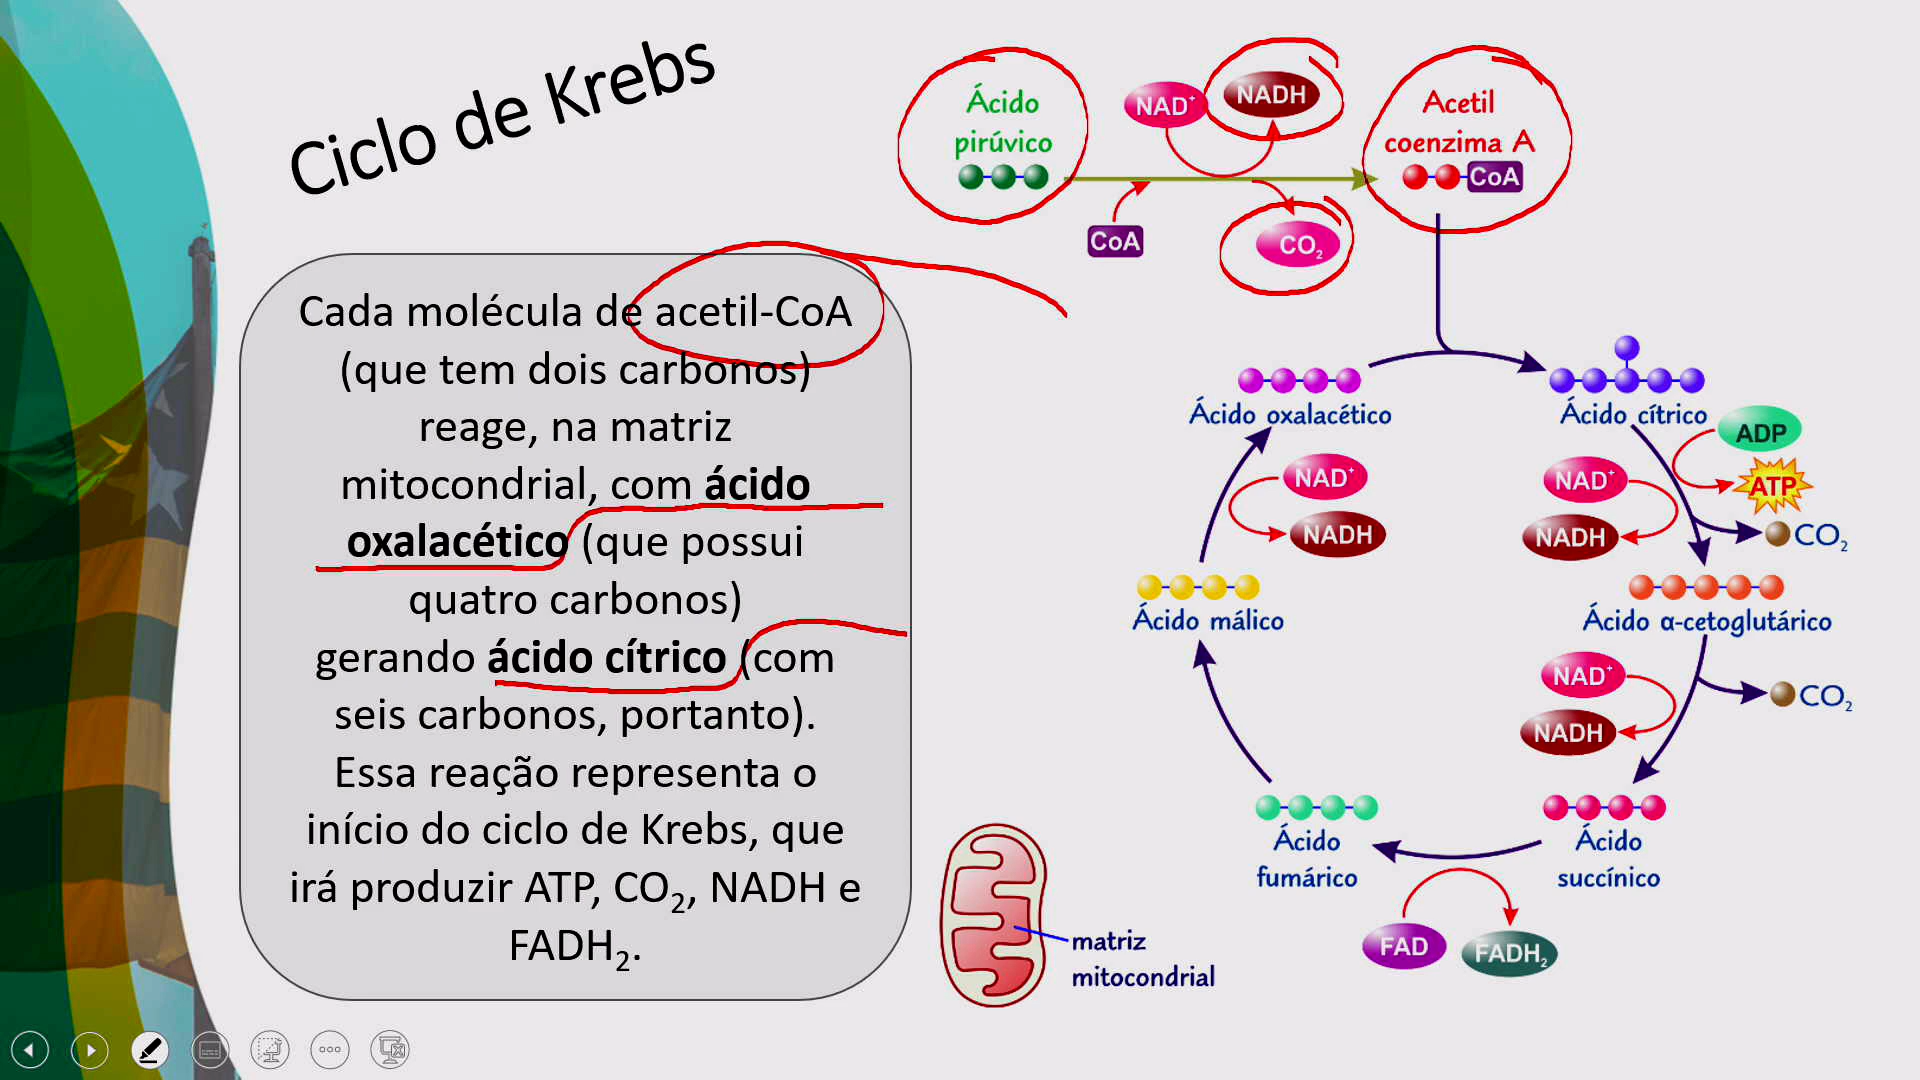 Ciclo de Krebs
Cada molécula de acetil-CoA
(que tem dois carbonos)
reage, na matriz
mitocondrial, com ácido
oxalacético (que possui
quatro carbonos)
gerando ácido cítrico (com
seis carbonos, portanto).
Essa reação representa o
início do ciclo de Krebs, que
irá produzir ATP, CO₂, NADH e
FADH₂.
Ácido
pirúvico
NAD⁺
NADH
CoA
CO₂
Acetil
coenzima A
CoA
Ácido oxalacético
Ácido cítrico
ADP
ATP
NAD⁺
NADH
CO₂
Ácido α-cetoglutárico
NAD⁺
NADH
CO₂
Ácido
succínico
FAD
FADH₂
Ácido
fumárico
Ácido málico
NAD⁺
NADH
matriz
mitocondrial